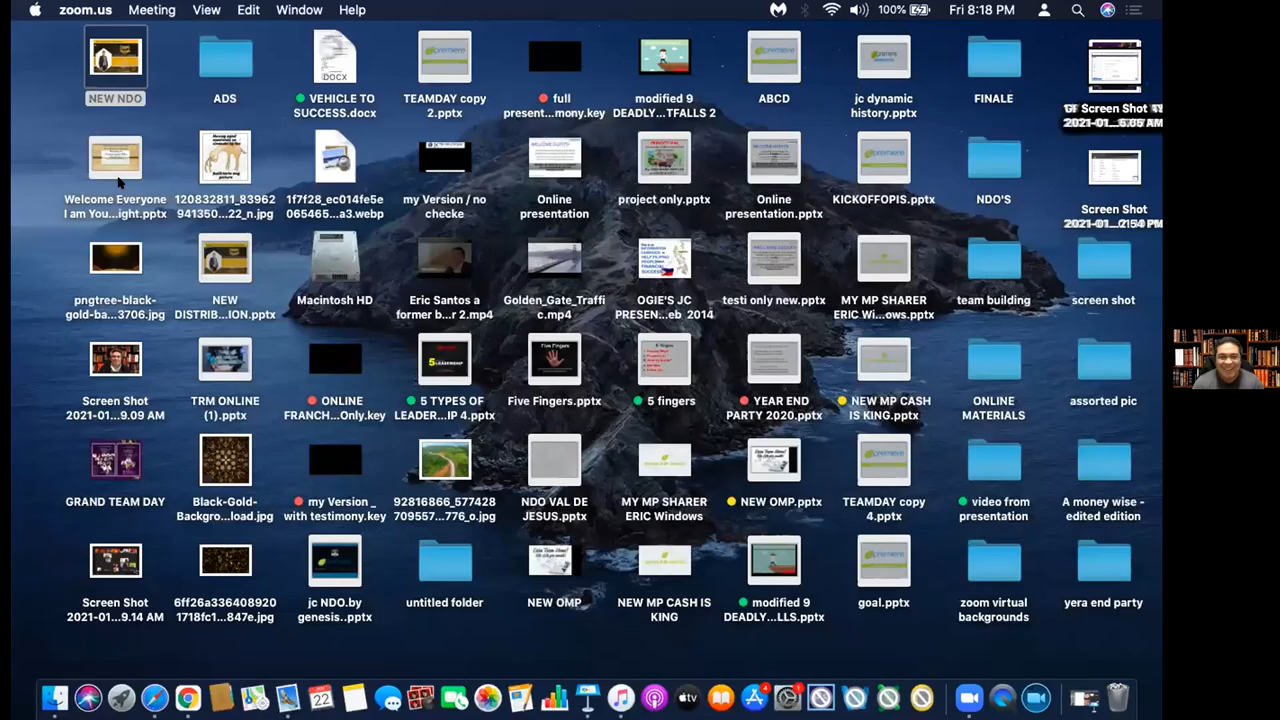 zoom.us Meeting View Edit Window Help 100% Fri 8:18 PM
NEW NDO
ADS
VEHICLE TO
SUCCESS.docx
TEAMDAY copy
2.pptx
full
present...mony.key
modified 9
DEADLY...TFALLS 2
ABCD
jc dynamic
history.pptx
FINALE
Screen Shot
2021-01
DOCX
Welcome Everyone
I am You...ight.pptx
120832811_83962
941350...22_n.jpg
1f7f28_ec014fe5e
065465...a3.webp
my Version / no
checke
Online
presentation
project only.pptx
Online
presentation.pptx
KICKOFFOPIS.pptx
NDO'S
Screen Shot
pngtree-black-
gold-ba...3706.jpg
NEW
DISTRIB...ION.pptx
Macintosh HD
Eric Santos a
former b...r 2.mp4
Golden_Gate_Traffi
c.mp4
OGIE'S JC
PRESEN...eb 2014
testi only new.pptx
MY MP SHARER
ERIC Wi...ows.pptx
team building
screen shot
Screen Shot
2021-01...9.09 AM
TRM ONLINE
(1).pptx
ONLINE
FRANCH...Only.key
5 TYPES OF
LEADER...IP 4.pptx
Five Fingers.pptx
5 fingers
YEAR END
PARTY 2020.pptx
NEW MP CASH
IS KING.pptx
ONLINE
MATERIALS
assorted pic
GRAND TEAM DAY
Black-Gold-
Backgro...load.jpg
my Version _
with testimony.key
92816866_577428
709557...776_o.jpg
NDO VAL DE
JESUS.pptx
MY MP SHARER
ERIC Windows
NEW OMP.pptx
TEAMDAY copy
4.pptx
video from
presentation
A money wise -
edited edition
Screen Shot
2021-01...9.14 AM
6ff26a336408920
1718fc1...847e.jpg
jc NDO.by
genesis..pptx
untitled folder
NEW OMP
NEW MP CASH IS
KING
modified 9
DEADLY...LLS.pptx
goal.pptx
zoom virtual
backgrounds
yera end party
22
tv
4
1